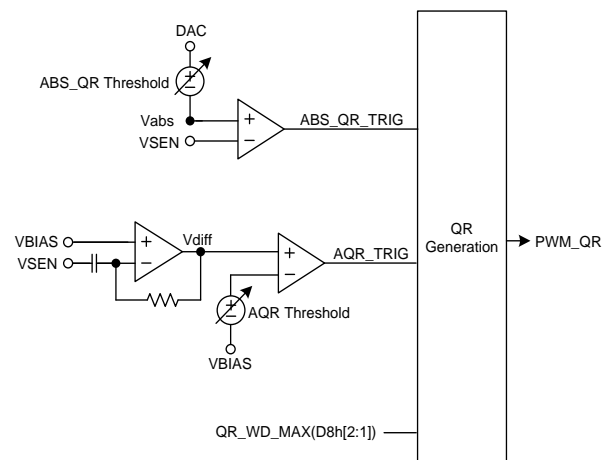 DAC
ABS_QR Threshold
Vabs
VSEN
ABS_QR_TRIG
VBIAS
VSEN
Vdiff
AQR_TRIG
AQR Threshold
VBIAS
QR_WD_MAX(D8h[2:1])
QR
Generation
PWM_QR